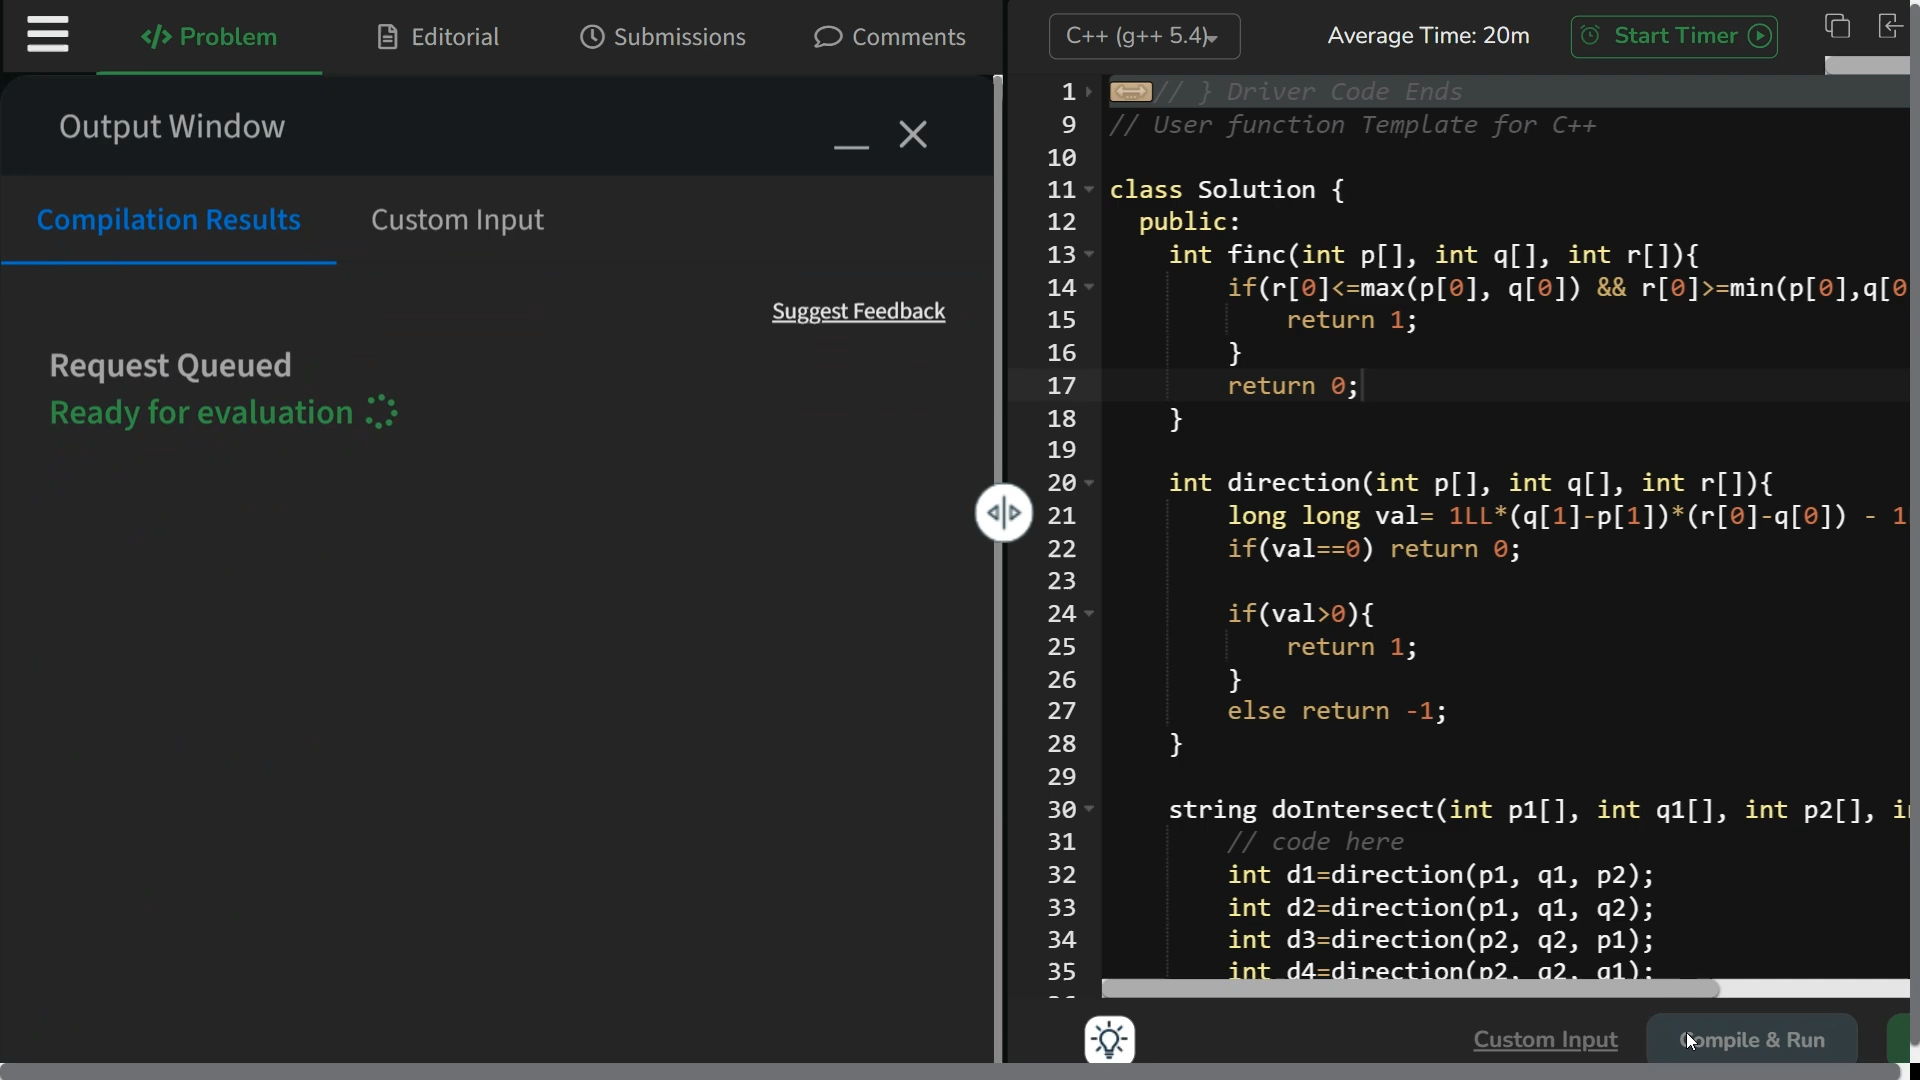 Problem
Editorial
Submissions
Comments
C++ (g++ 5.4)
Average Time: 20m
Start Timer
Output Window
Compilation Results
Custom Input
Suggest Feedback
Request Queued
Ready for evaluation
1 // } Driver Code Ends
9 // User function Template for C++
10
11 class Solution {
12 public:
13 int finc(int p[], int q[], int r[]){
14 if(r[0]<=max(p[0], q[0]) && r[0]>=min(p[0],q[0
15 return 1;
16 }
17 return 0;
18 }
19
20 int direction(int p[], int q[], int r[]){
21 long long val= 1LL*(q[1]-p[1])*(r[0]-q[0]) - 1
22 if(val==0) return 0;
23
24 if(val>0){
25 return 1;
26 }
27 else return -1;
28 }
29
30 string doIntersect(int p1[], int q1[], int p2[], i
31 // code here
32 int d1=direction(p1, q1, p2);
33 int d2=direction(p1, q1, q2);
34 int d3=direction(p2, q2, p1);
35 int d4=direction(p2, q2, q1);
Custom Input
Compile & Run